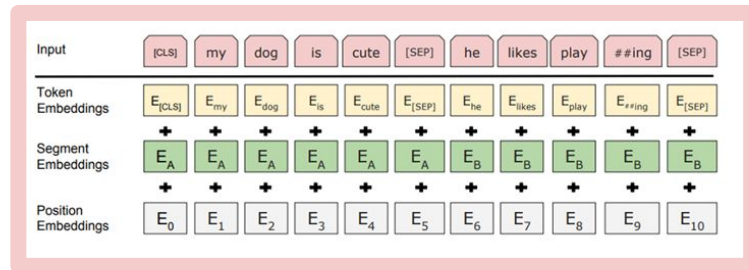 Input [CLS] my dog is cute [SEP] he likes play ##ing [SEP]
Token
Embeddings E[CLS] Emy Edog Eis Ecute E[SEP] Ehe Elikes Eplay E##ing E[SEP]
+ + + + + + + + + + +
Segment
Embeddings EA EA EA EA EA EA EB EB EB EB EB
+ + + + + + + + + + +
Position
Embeddings E0 E1 E2 E3 E4 E5 E6 E7 E8 E9 E10